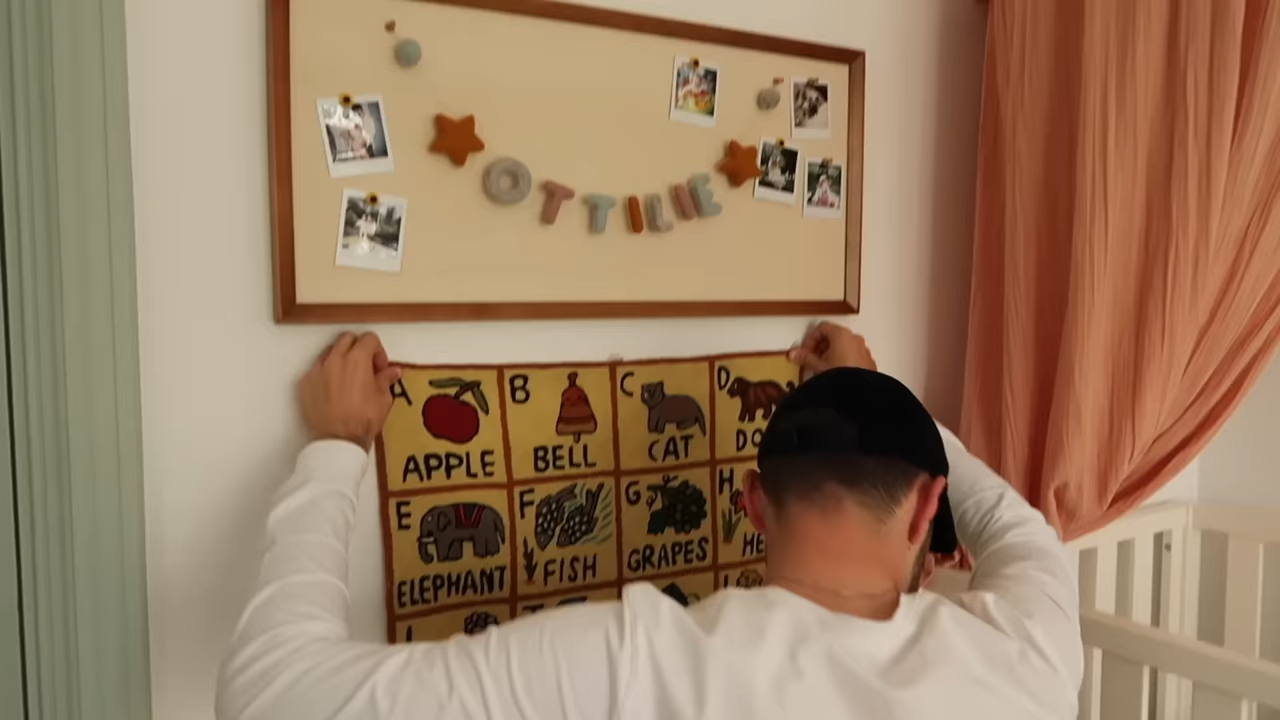 OTTILIE
A B C D
APPLE BELL CAT
E F G H
ELEPHANT FISH GRAPES